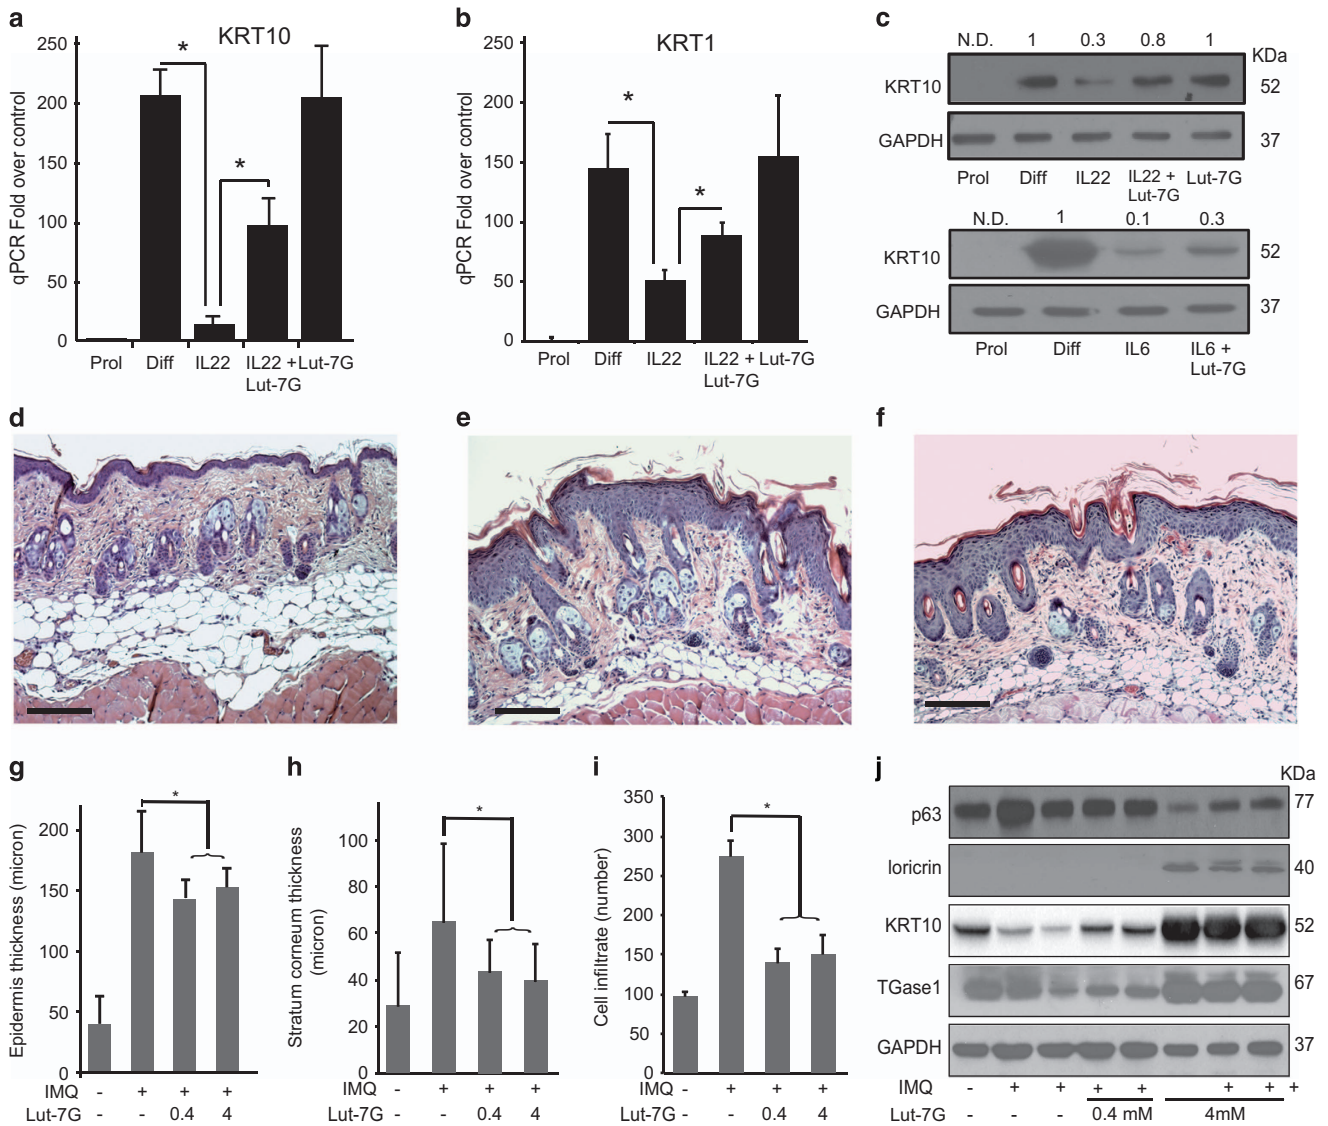 a
KRT10
250
200
150
100
50
0
qPCR Fold over control
*
*
Prol Diff IL22 IL22 + Lut-7G
Lut-7G
b
KRT1
250
200
150
100
50
0
qPCR Fold over control
*
*
Prol Diff IL22 IL22 + Lut-7G
Lut-7G
c
N.D. 1 0.3 0.8 1
KDa
KRT10 52
GAPDH 37
Prol Diff IL22 IL22 + Lut-7G
Lut-7G
N.D. 1 0.1 0.3
KRT10 52
GAPDH 37
Prol Diff IL6 IL6 +
Lut-7G
d
e
f
g
200
150
100
50
0
Epidermis thickness (micron)
*
IMQ - + + +
Lut-7G - - 0.4 4
h
100
80
60
40
20
0
Stratum corneum thickness
(micron)
*
IMQ - + + +
Lut-7G - - 0.4 4
i
350
300
250
200
150
100
50
0
Cell infiltrate (number)
*
IMQ - + + +
Lut-7G - - 0.4 4
j
KDa
p63 77
loricrin 40
KRT10 52
TGase1 67
GAPDH 37
IMQ - + + + + + + +
Lut-7G - - - 0.4 mM 4mM